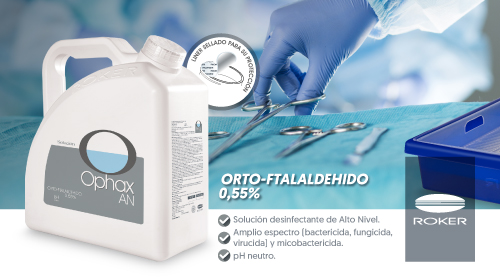 LINER SELLADO PARA SU PROTECCIÓN
Ophax
AN
ORTO-FTALALDEHIDO
0,55%
Solución desinfectante de Alto Nivel.
Amplio espectro (bactericida, fungicida,
virucida) y micobactericida.
pH neutro.
ROKER